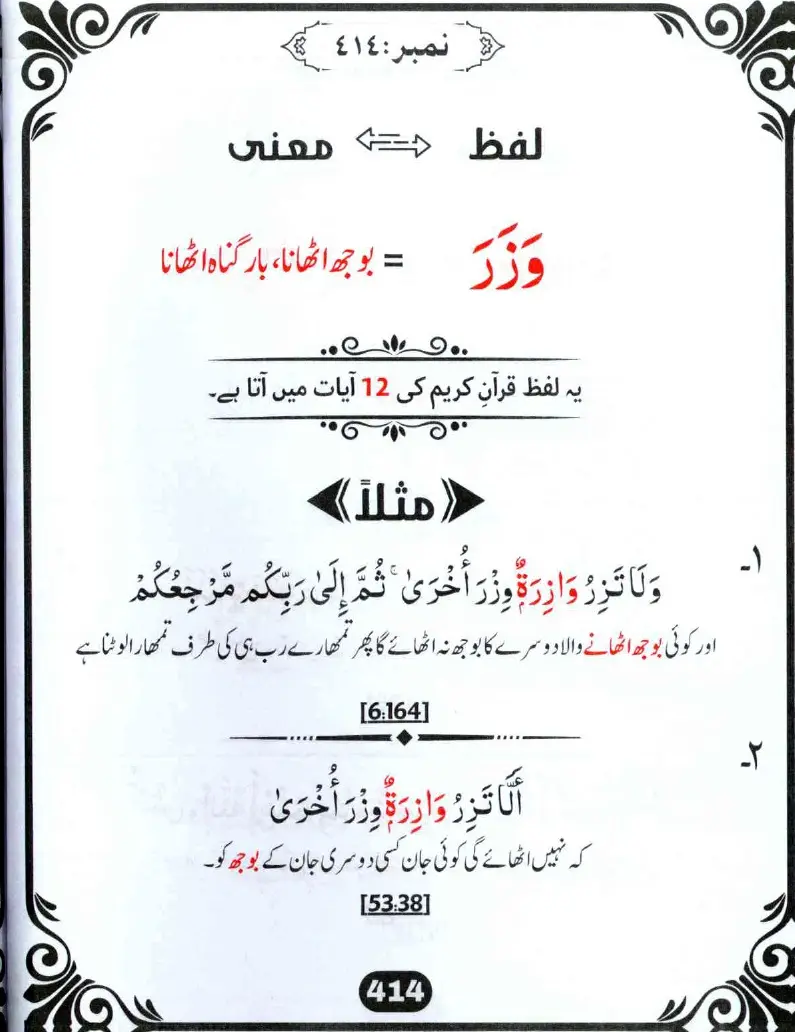 نمبر:٤١٤
لفظ ⇐⇒ معنی
وَزَرَ = بوجھ اٹھانا، بار گناہ اٹھانا
یہ لفظ قرآنِ کریم کی 12 آیات میں آتا ہے۔
مثلاً
١۔
وَلَا تَزِرُ وَازِرَةٌ وِزْرَ أُخْرَىٰ ۚ ثُمَّ إِلَىٰ رَبِّكُم مَّرْجِعُكُمْ
اور کوئی بوجھ اٹھانے والا دوسرے کا بوجھ نہ اٹھائے گا پھر تمھارے رب ہی کی طرف تمھارا لوٹنا ہے
[6:164]
٢۔
أَلَّا تَزِرُ وَازِرَةٌ وِزْرَ أُخْرَىٰ
کہ نہیں اٹھائے گی کوئی جان کسی دوسری جان کے بوجھ کو۔
[53:38]
414